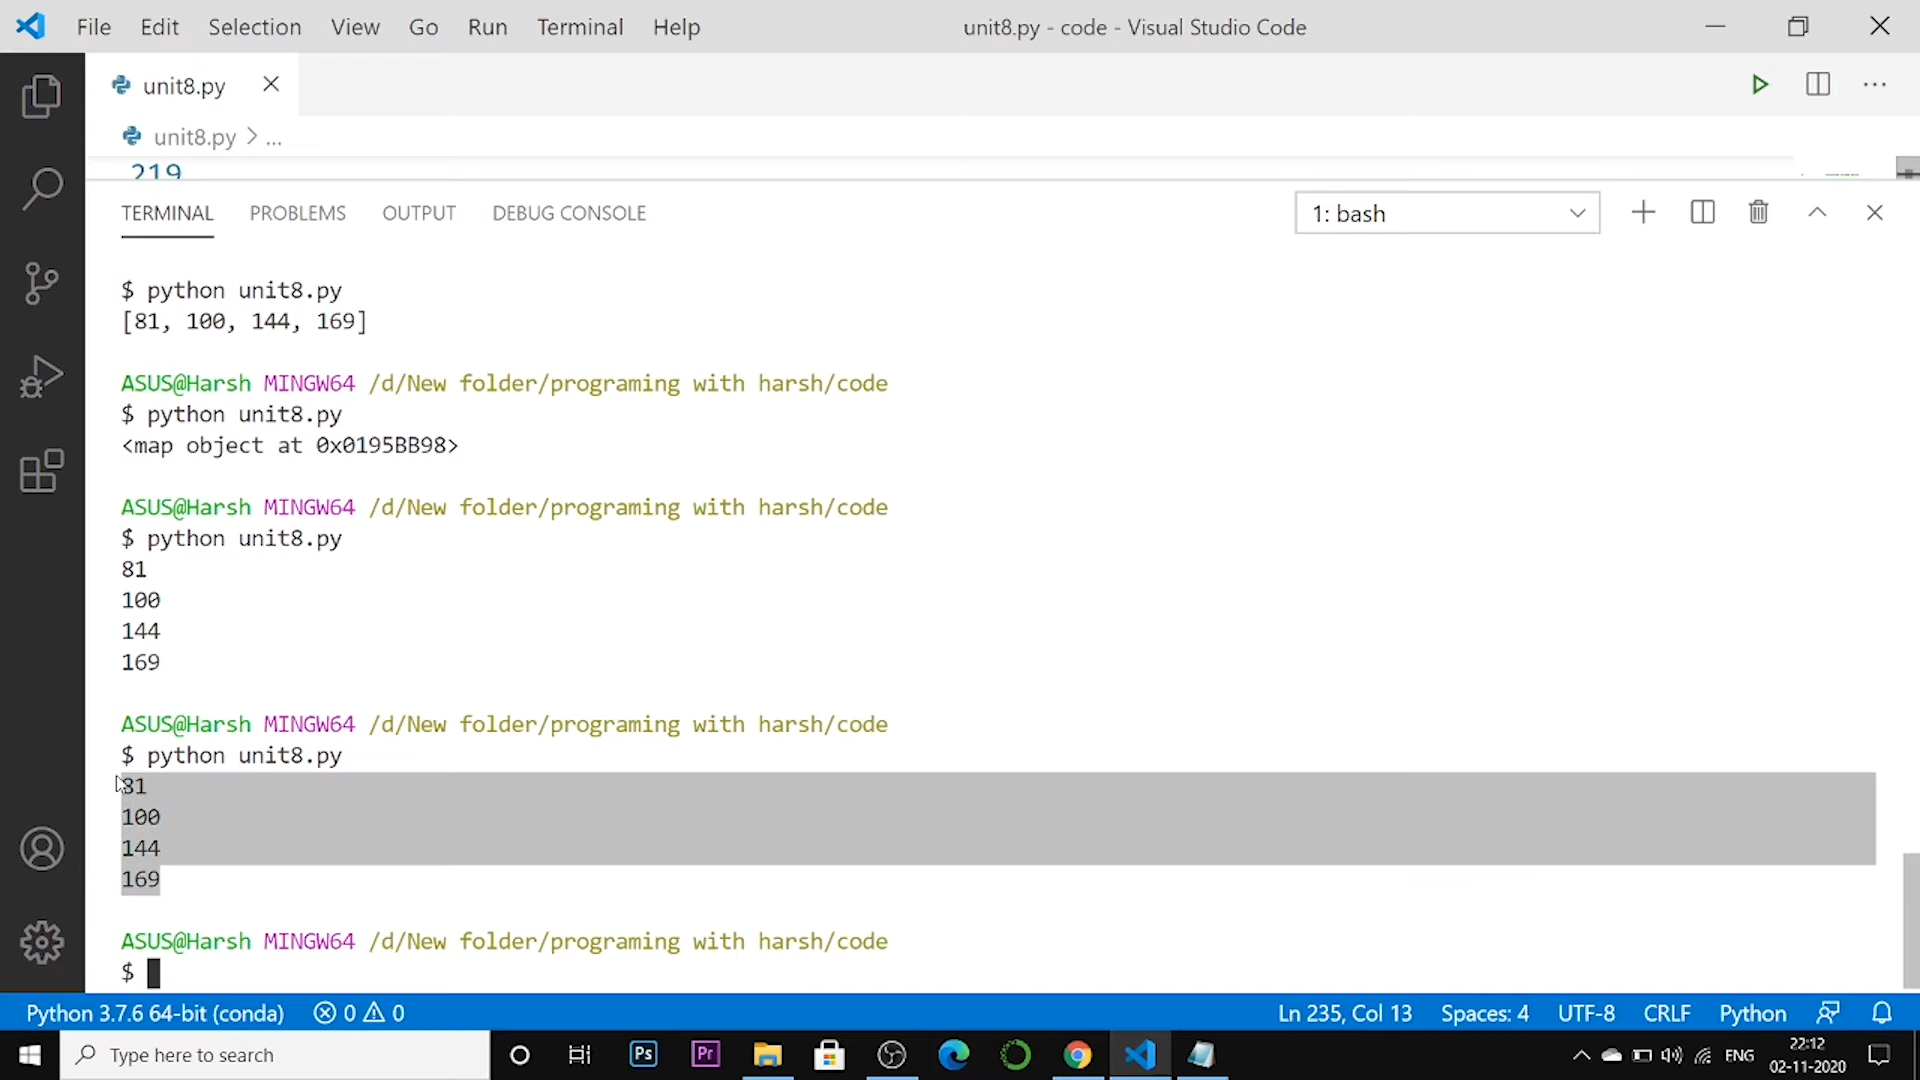 File Edit Selection View Go Run Terminal Help
unit8.py - code - Visual Studio Code
unit8.py
unit8.py > ...
219
TERMINAL PROBLEMS OUTPUT DEBUG CONSOLE
1: bash
$ python unit8.py
[81, 100, 144, 169]
ASUS@Harsh MINGW64 /d/New folder/programing with harsh/code
$ python unit8.py
<map object at 0x0195BB98>
ASUS@Harsh MINGW64 /d/New folder/programing with harsh/code
$ python unit8.py
81
100
144
169
ASUS@Harsh MINGW64 /d/New folder/programing with harsh/code
$ python unit8.py
81
100
144
169
ASUS@Harsh MINGW64 /d/New folder/programing with harsh/code
$
Python 3.7.6 64-bit (conda) 0 0 Ln 235, Col 13 Spaces: 4 UTF-8 CRLF Python
Type here to search Ps Pr ENG 22:12
02-11-2020